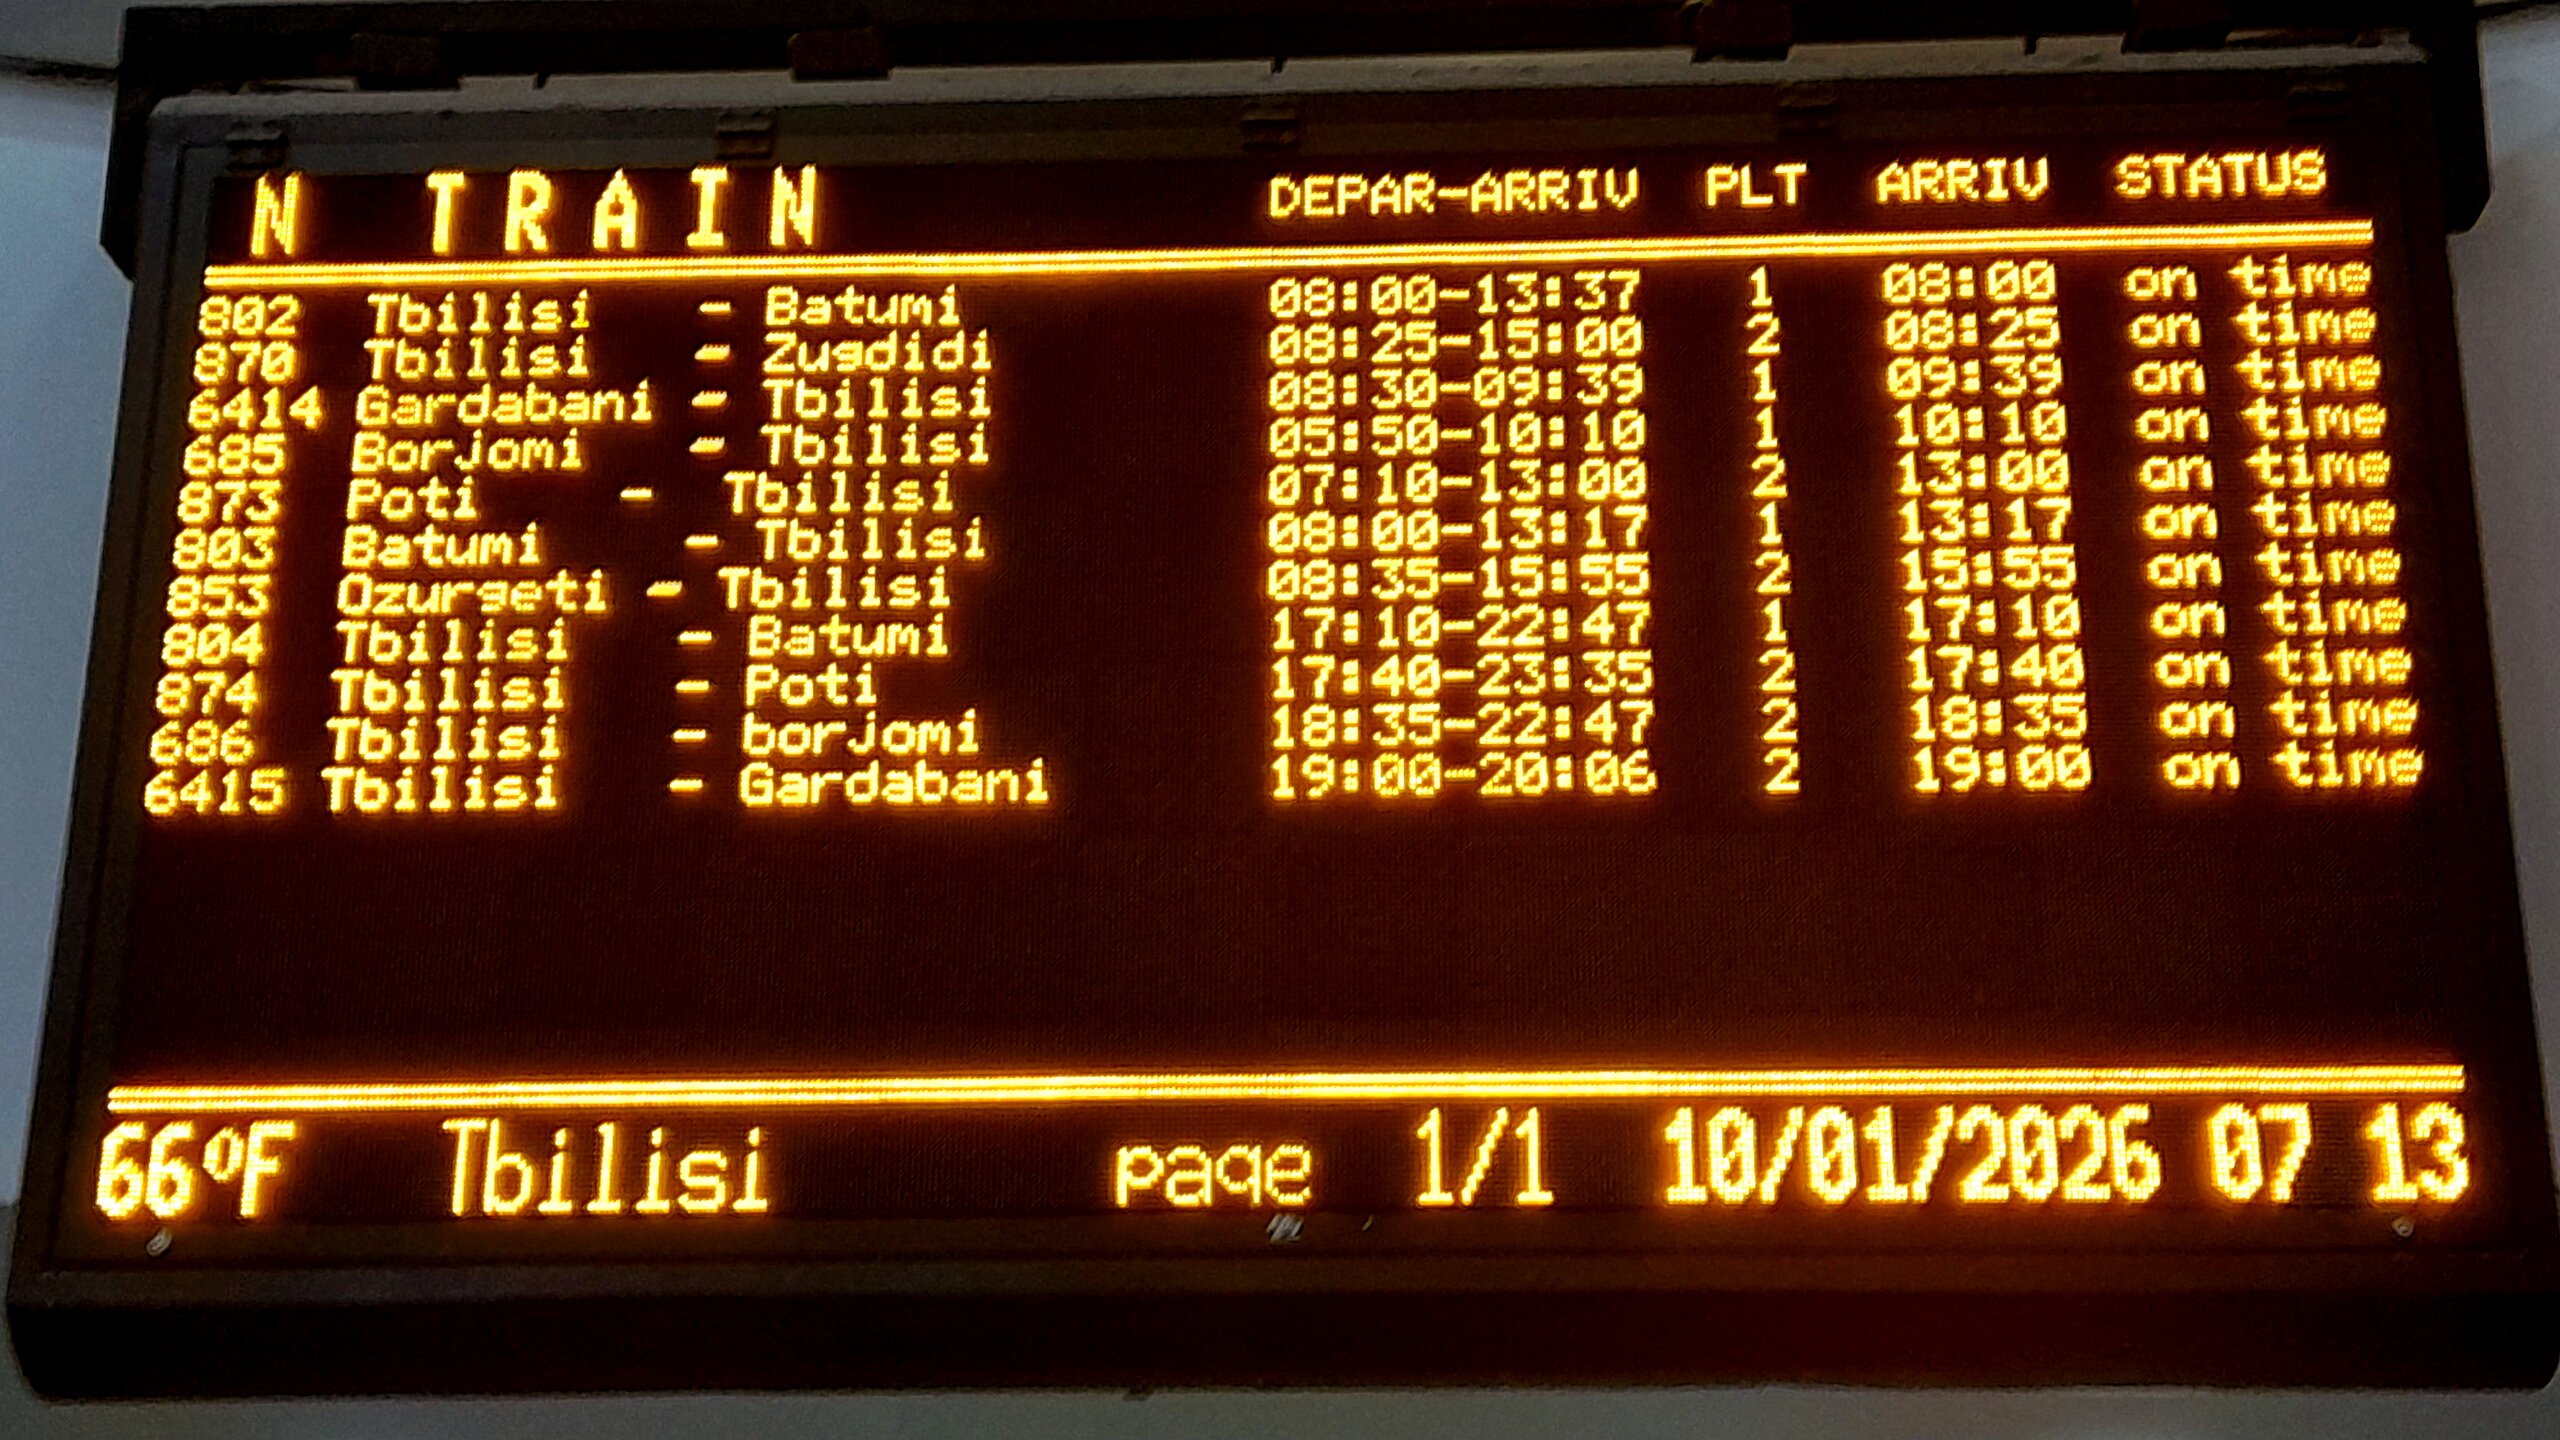 N TRAIN DEPAR-ARRIV PLT ARRIV STATUS
802 Tbilisi - Batumi 08:00-13:37 1 08:00 on time
870 Tbilisi - Zugdidi 08:25-15:00 2 08:25 on time
6414 Gardabani - Tbilisi 08:30-09:39 1 09:39 on time
685 Borjomi - Tbilisi 05:50-10:10 1 10:10 on time
873 Poti - Tbilisi 07:10-13:00 2 13:00 on time
803 Batumi - Tbilisi 08:00-13:17 1 13:17 on time
853 Ozurgeti - Tbilisi 08:35-15:55 2 15:55 on time
804 Tbilisi - Batumi 17:10-22:47 1 17:10 on time
874 Tbilisi - Poti 17:40-23:35 2 17:40 on time
686 Tbilisi - borjomi 18:35-22:47 2 18:35 on time
6415 Tbilisi - Gardabani 19:00-20:06 2 19:00 on time
66°F Tbilisi page 1/1 10/01/2026 07 13